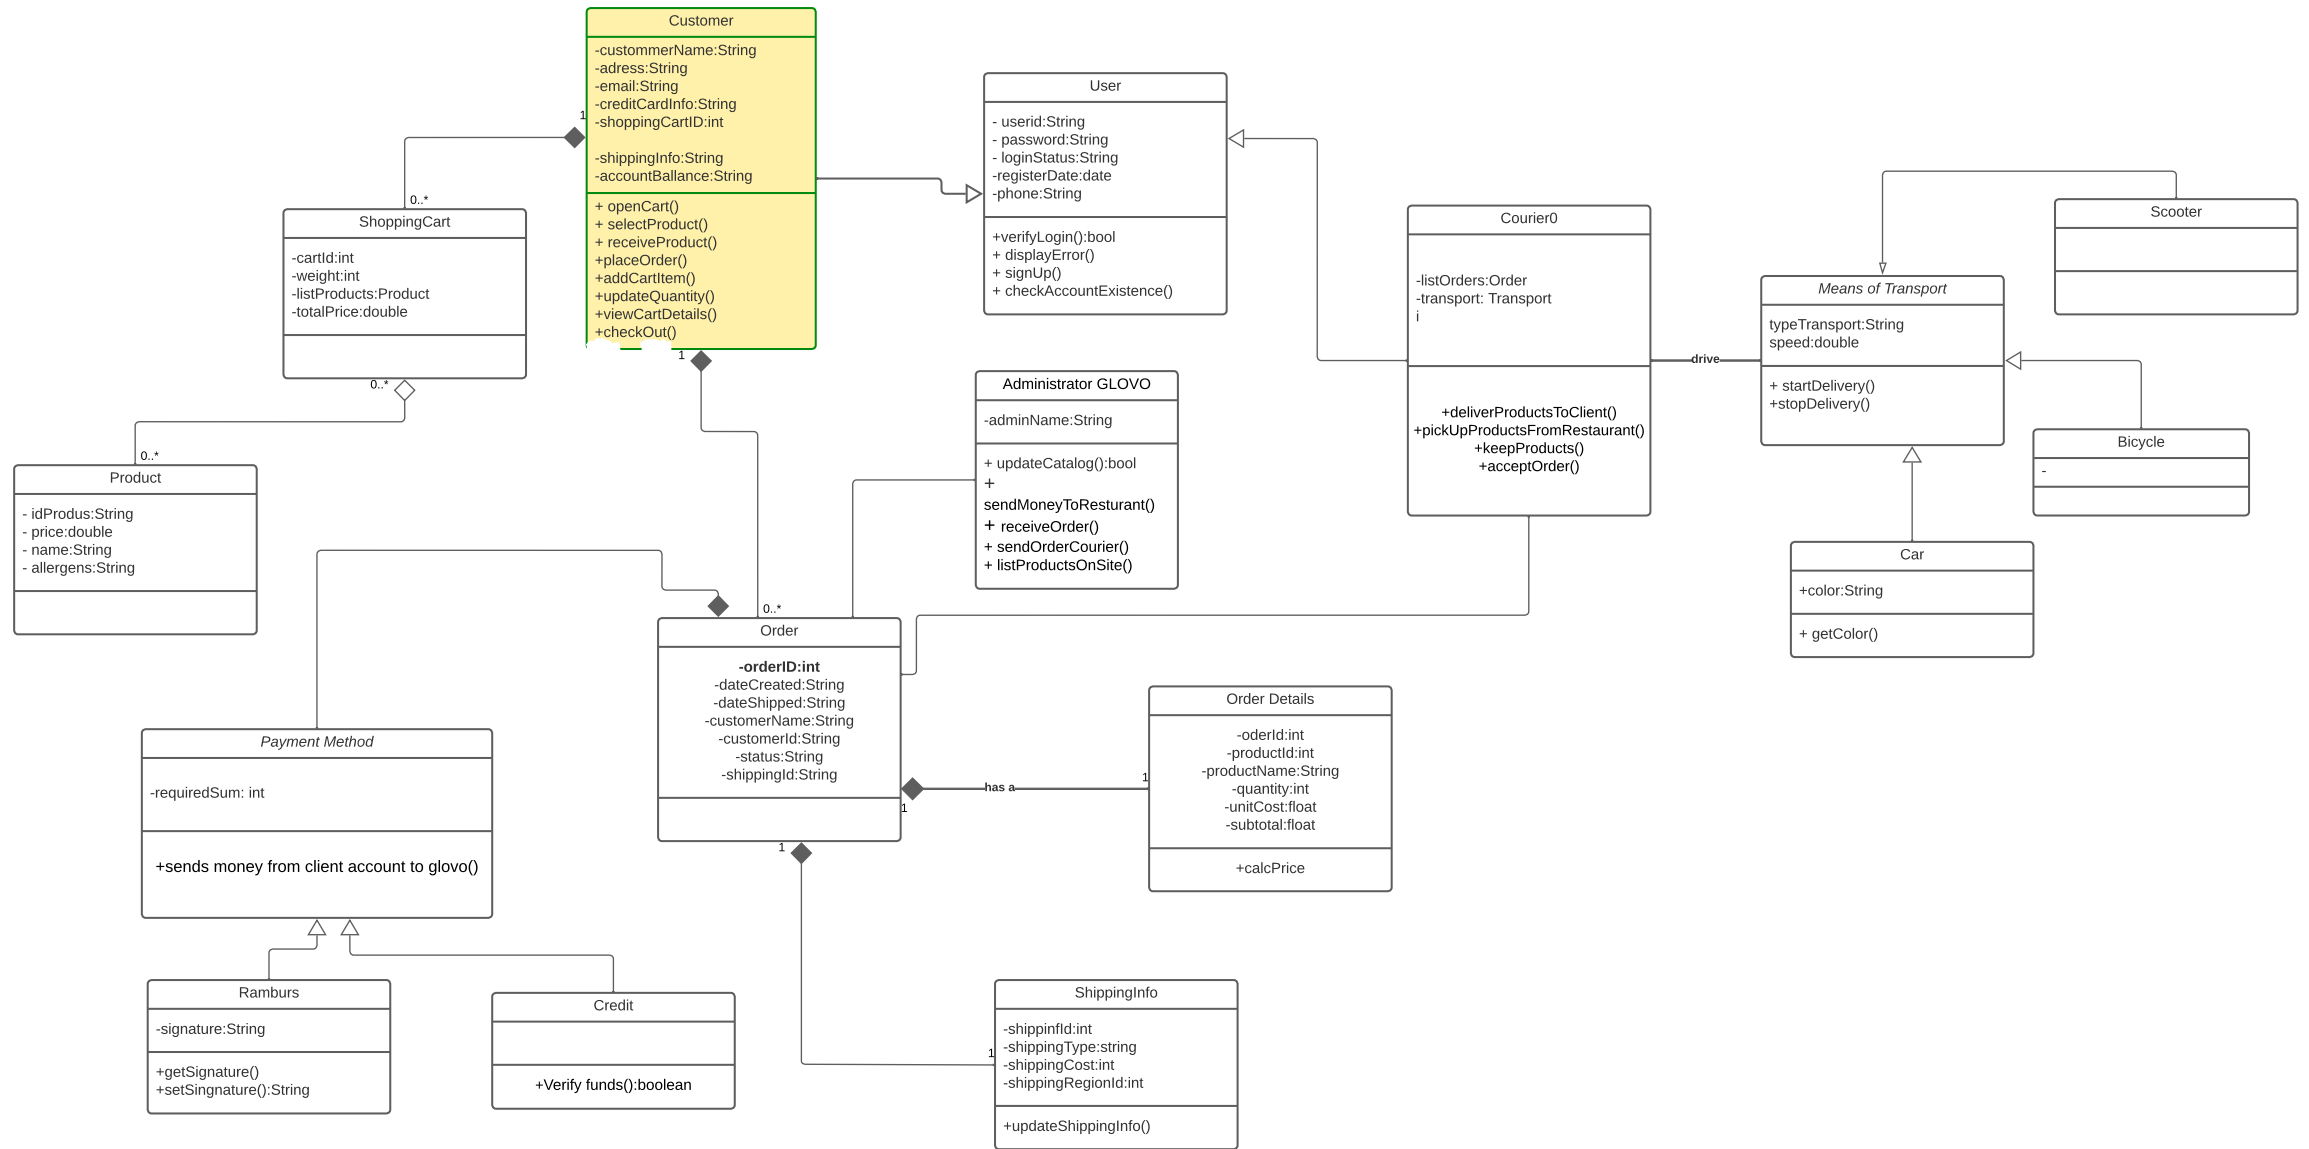 Customer
-custommerName:String
-adress:String
-email:String
-creditCardInfo:String
-shoppingCartID:int
-shippingInfo:String
-accountBallance:String
+ openCart()
+ selectProduct()
+ receiveProduct()
+placeOrder()
+addCartItem()
+updateQuantity()
+viewCartDetails()
+checkOut()
1
0..*
1
User
- userid:String
- password:String
- loginStatus:String
-registerDate:date
-phone:String
+verifyLogin():bool
+ displayError()
+ signUp()
+ checkAccountExistence()
ShoppingCart
-cartId:int
-weight:int
-listProducts:Product
-totalPrice:double
0..*
0..*
Product
- idProdus:String
- price:double
- name:String
- allergens:String
Courier0
-listOrders:Order
-transport: Transport
i
+deliverProductsToClient()
+pickUpProductsFromRestaurant()
+keepProducts()
+acceptOrder()
drive
Means of Transport
typeTransport:String
speed:double
+ startDelivery()
+stopDelivery()
Scooter
Bicycle
-
Car
+color:String
+ getColor()
Administrator GLOVO
-adminName:String
+ updateCatalog():bool
+
sendMoneyToResturant()
+ receiveOrder()
+ sendOrderCourier()
+ listProductsOnSite()
0..*
Order
-orderID:int
-dateCreated:String
-dateShipped:String
-customerName:String
-customerId:String
-status:String
-shippingId:String
1
has a
1
1
Order Details
-oderId:int
-productId:int
-productName:String
-quantity:int
-unitCost:float
-subtotal:float
+calcPrice
Payment Method
-requiredSum: int
+sends money from client account to glovo()
Ramburs
-signature:String
+getSignature()
+setSingnature():String
Credit
+Verify funds():boolean
1
ShippingInfo
-shippinfId:int
-shippingType:string
-shippingCost:int
-shippingRegionId:int
+updateShippingInfo()